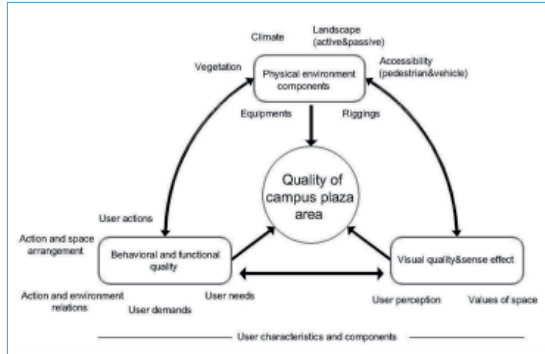 Landscape
(active&passive)
Climate
Accessibility
(pedestrian&vehicle)
Vegetation
Physical environment
components
Equipments
Riggings
Quality of
campus plaza
area
User actions
Action and space
arrangement
Behavioral and functional
quality
Visual quality&sense effect
Action and environment
relations
User demands
User needs
User perception
Values of space
User characteristics and components